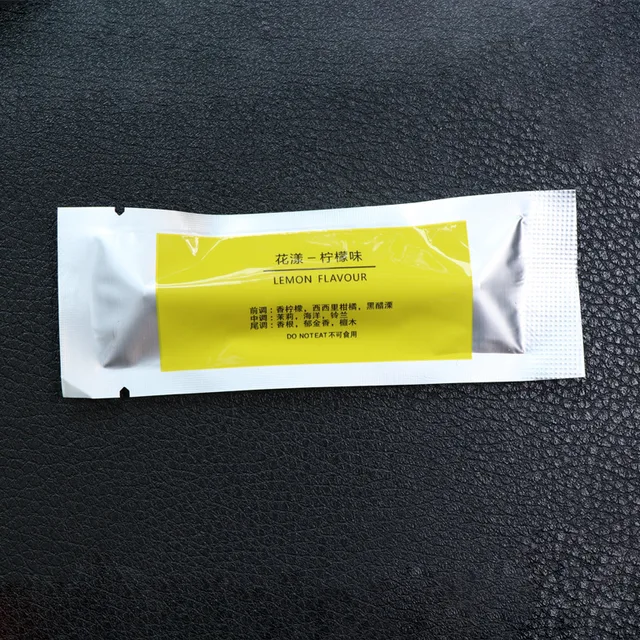 花漾-柠檬味
LEMON FLAVOUR
前调：香柠檬，西西里柑橘，黑醋溧
中调：茉莉，海洋，铃兰
尾调：香根，郁金香，檀木
DO NOT EAT 不可食用